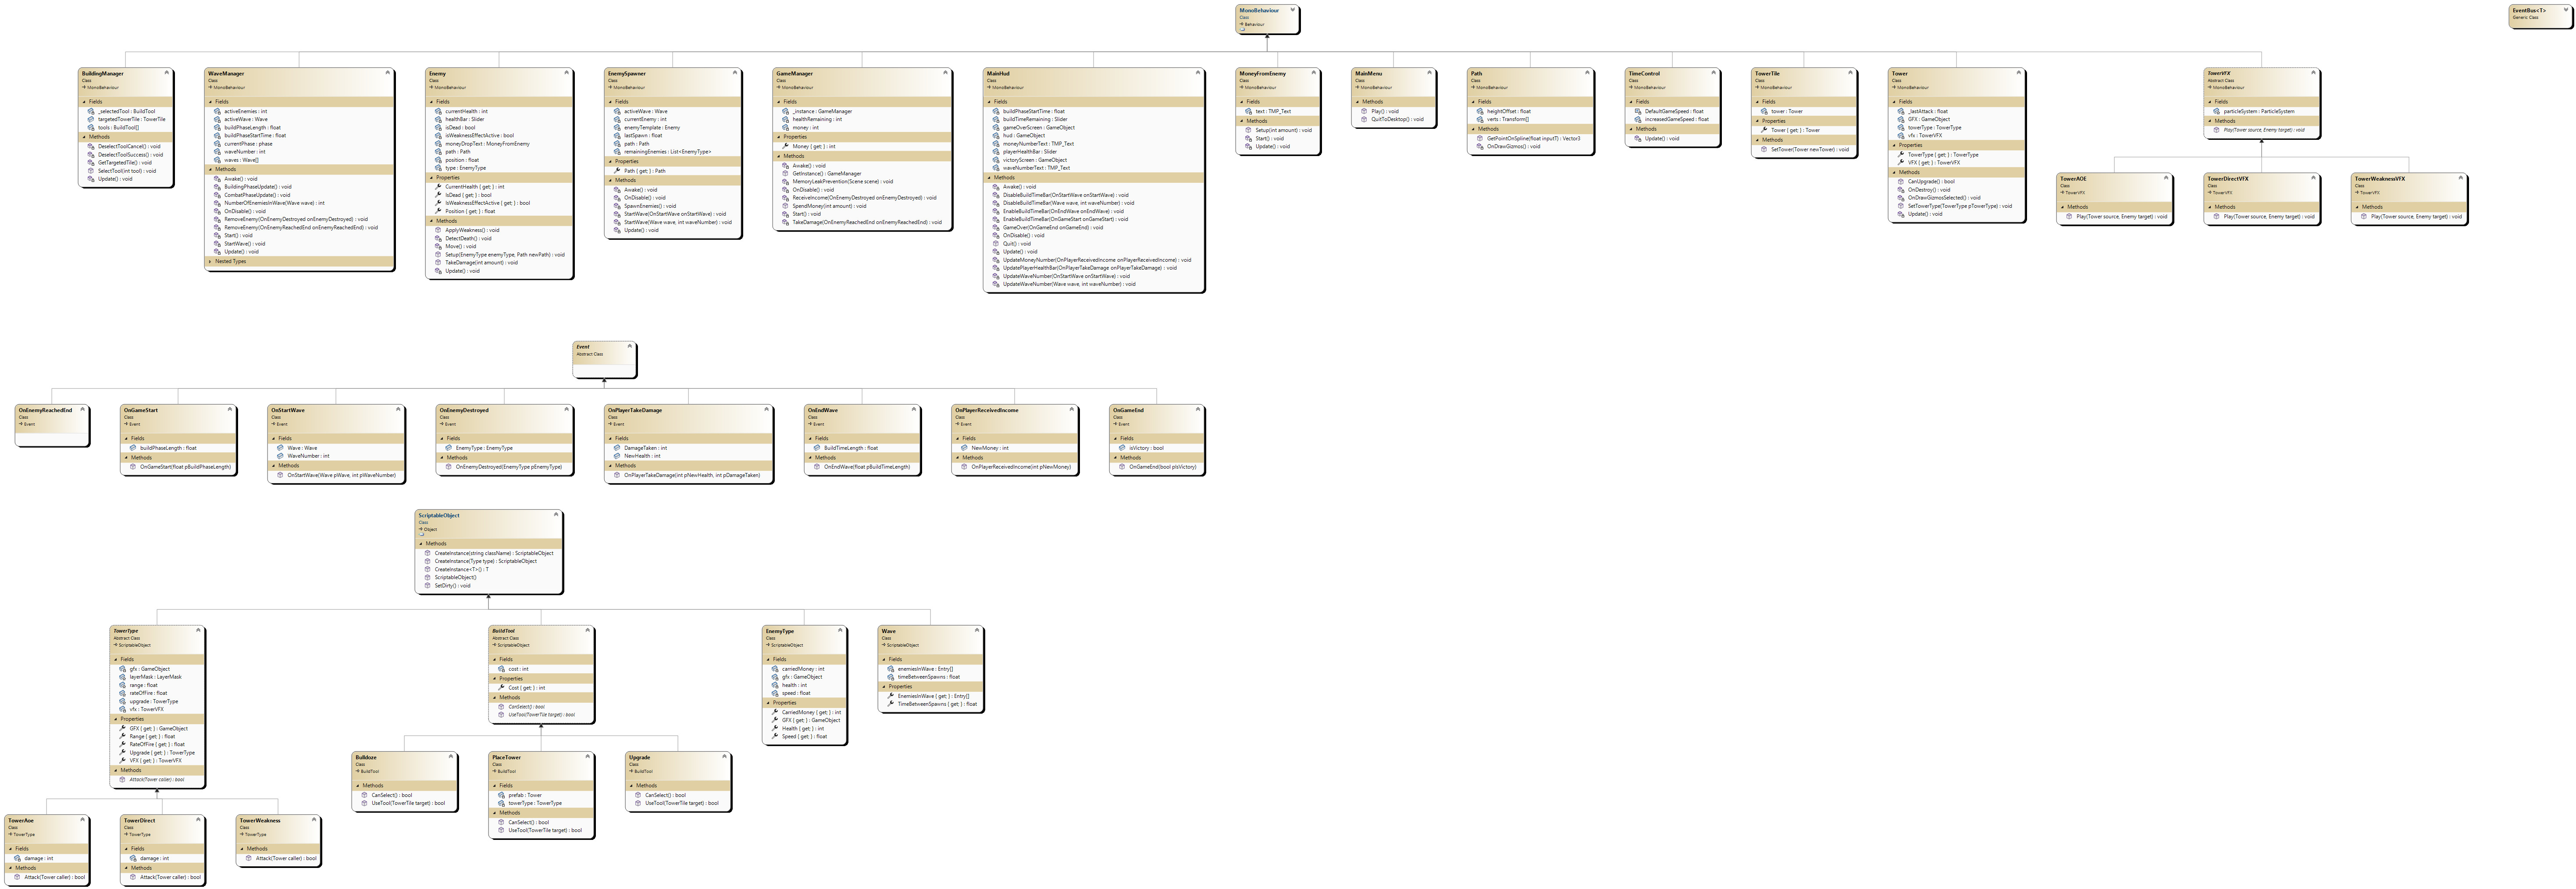 MonoBehaviour
Class
Behaviour
EventBus<T>
Generic Class
BuildingManager
Class
MonoBehaviour
Fields
_selectedTool : BuildTool
targetedTowerTile : TowerTile
tools : BuildTool[]
Methods
DeselectToolCancel() : void
DeselectToolSuccess() : void
GetTargetedTile() : void
SelectTool(int tool) : void
Update() : void
WaveManager
Class
MonoBehaviour
Fields
activeEnemies : int
activeWave : Wave
buildPhaseLength : float
buildPhaseStartTime : float
currentPhase : phase
waveNumber : int
waves : Wave[]
Methods
Awake() : void
BuildingPhaseUpdate() : void
CombatPhaseUpdate() : void
NumberOfEnemiesInWave(Wave wave) : int
OnDisable() : void
RemoveEnemy(OnEnemyDestroyed onEnemyDestroyed) : void
RemoveEnemy(OnEnemyReachedEnd onEnemyReachedEnd) : void
Start() : void
StartWave() : void
Update() : void
Nested Types
Enemy
Class
MonoBehaviour
Fields
currentHealth : int
healthBar : Slider
isDead : bool
isWeaknessEffectActive : bool
moneyDropText : MoneyFromEnemy
path : Path
position : float
type : EnemyType
Properties
CurrentHealth { get; } : int
IsDead { get; } : bool
IsWeaknessEffectActive { get; } : bool
Position { get; } : float
Methods
ApplyWeakness() : void
DetectDeath() : void
Move() : void
Setup(EnemyType enemyType, Path newPath) : void
TakeDamage(int amount) : void
Update() : void
EnemySpawner
Class
MonoBehaviour
Fields
activeWave : Wave
currentEnemy : int
enemyTemplate : Enemy
lastSpawn : float
path : Path
remainingEnemies : List<EnemyType>
Properties
Path { get; } : Path
Methods
Awake() : void
OnDisable() : void
SpawnEnemies() : void
StartWave(OnStartWave onStartWave) : void
StartWave(Wave wave, int waveNumber) : void
Update() : void
GameManager
Class
MonoBehaviour
Fields
_instance : GameManager
healthRemaining : int
money : int
Properties
Money { get; } : int
Methods
Awake() : void
GetInstance() : GameManager
MemoryLeakPrevention(Scene scene) : void
OnDisable() : void
ReceiveIncome(OnEnemyDestroyed onEnemyDestroyed) : void
SpendMoney(int amount) : void
Start() : void
TakeDamage(OnEnemyReachedEnd onEnemyReachedEnd) : void
MainHud
Class
MonoBehaviour
Fields
buildPhaseStartTime : float
buildTimeRemaining : Slider
gameOverScreen : GameObject
hud : GameObject
moneyNumberText : TMP_Text
playerHealthBar : Slider
victoryScreen : GameObject
waveNumberText : TMP_Text
Methods
Awake() : void
DisableBuildTimeBar(OnStartWave onStartWave) : void
DisableBuildTimeBar(Wave wave, int waveNumber) : void
EnableBuildTimeBar(OnEndWave onEndWave) : void
EnableBuildTimeBar(OnGameStart onGameStart) : void
GameOver(OnGameEnd onGameEnd) : void
OnDisable() : void
Quit() : void
Update() : void
UpdateMoneyNumber(OnPlayerReceivedIncome onPlayerReceivedIncome) : void
UpdatePlayerHealthBar(OnPlayerTakeDamage onPlayerTakeDamage) : void
UpdateWaveNumber(OnStartWave onStartWave) : void
UpdateWaveNumber(Wave wave, int waveNumber) : void
MoneyFromEnemy
Class
MonoBehaviour
Fields
text : TMP_Text
Methods
Setup(int amount) : void
Start() : void
Update() : void
MainMenu
Class
MonoBehaviour
Methods
Play() : void
QuitToDesktop() : void
Path
Class
MonoBehaviour
Fields
heightOffset : float
verts : Transform[]
Methods
GetPointOnSpline(float inputT) : Vector3
OnDrawGizmos() : void
TimeControl
Class
MonoBehaviour
Fields
DefaultGameSpeed : float
increasedGameSpeed : float
Methods
Update() : void
TowerTile
Class
MonoBehaviour
Fields
tower : Tower
Properties
Tower { get; } : Tower
Methods
SetTower(Tower newTower) : void
Tower
Class
MonoBehaviour
Fields
_lastAttack : float
GFX : GameObject
towerType : TowerType
vfx : TowerVFX
Properties
TowerType { get; } : TowerType
VFX { get; } : TowerVFX
Methods
CanUpgrade() : bool
OnDestroy() : void
OnDrawGizmosSelected() : void
SetTowerType(TowerType pTowerType) : void
Update() : void
TowerVFX
Abstract Class
MonoBehaviour
Fields
particleSystem : ParticleSystem
Methods
Play(Tower source, Enemy target) : void
TowerAOE
Class
TowerVFX
Methods
Play(Tower source, Enemy target) : void
TowerDirectVFX
Class
TowerVFX
Methods
Play(Tower source, Enemy target) : void
TowerWeaknessVFX
Class
TowerVFX
Methods
Play(Tower source, Enemy target) : void
Event
Abstract Class
OnEnemyReachedEnd
Class
Event
OnGameStart
Class
Event
Fields
buildPhaseLength : float
Methods
OnGameStart(float pBuildPhaseLength)
OnStartWave
Class
Event
Fields
Wave : Wave
WaveNumber : int
Methods
OnStartWave(Wave pWave, int pWaveNumber)
OnEnemyDestroyed
Class
Event
Fields
EnemyType : EnemyType
Methods
OnEnemyDestroyed(EnemyType pEnemyType)
OnPlayerTakeDamage
Class
Event
Fields
DamageTaken : int
NewHealth : int
Methods
OnPlayerTakeDamage(int pNewHealth, int pDamageTaken)
OnEndWave
Class
Event
Fields
BuildTimeLength : float
Methods
OnEndWave(float pBuildTimeLength)
OnPlayerReceivedIncome
Class
Event
Fields
NewMoney : int
Methods
OnPlayerReceivedIncome(int pNewMoney)
OnGameEnd
Class
Event
Fields
isVictory : bool
Methods
OnGameEnd(bool pIsVictory)
ScriptableObject
Class
Object
Methods
CreateInstance(string className) : ScriptableObject
CreateInstance(Type type) : ScriptableObject
CreateInstance<T>() : T
ScriptableObject()
SetDirty() : void
TowerType
Abstract Class
ScriptableObject
Fields
gfx : GameObject
layerMask : LayerMask
range : float
rateOfFire : float
upgrade : TowerType
vfx : TowerVFX
Properties
GFX { get; } : GameObject
Range { get; } : float
RateOfFire { get; } : float
Upgrade { get; } : TowerType
VFX { get; } : TowerVFX
Methods
Attack(Tower caller) : bool
BuildTool
Abstract Class
ScriptableObject
Fields
cost : int
Properties
Cost { get; } : int
Methods
CanSelect() : bool
UseTool(TowerTile target) : bool
EnemyType
Class
ScriptableObject
Fields
carriedMoney : int
gfx : GameObject
health : int
speed : float
Properties
CarriedMoney { get; } : int
GFX { get; } : GameObject
Health { get; } : int
Speed { get; } : float
Wave
Class
ScriptableObject
Fields
enemiesInWave : Entry[]
timeBetweenSpawns : float
Properties
EnemiesInWave { get; } : Entry[]
TimeBetweenSpawns { get; } : float
Bulldoze
Class
BuildTool
Methods
CanSelect() : bool
UseTool(TowerTile target) : bool
PlaceTower
Class
BuildTool
Fields
prefab : Tower
towerType : TowerType
Methods
CanSelect() : bool
UseTool(TowerTile target) : bool
Upgrade
Class
BuildTool
Methods
CanSelect() : bool
UseTool(TowerTile target) : bool
TowerAoe
Class
TowerType
Fields
damage : int
Methods
Attack(Tower caller) : bool
TowerDirect
Class
TowerType
Fields
damage : int
Methods
Attack(Tower caller) : bool
TowerWeakness
Class
TowerType
Methods
Attack(Tower caller) : bool